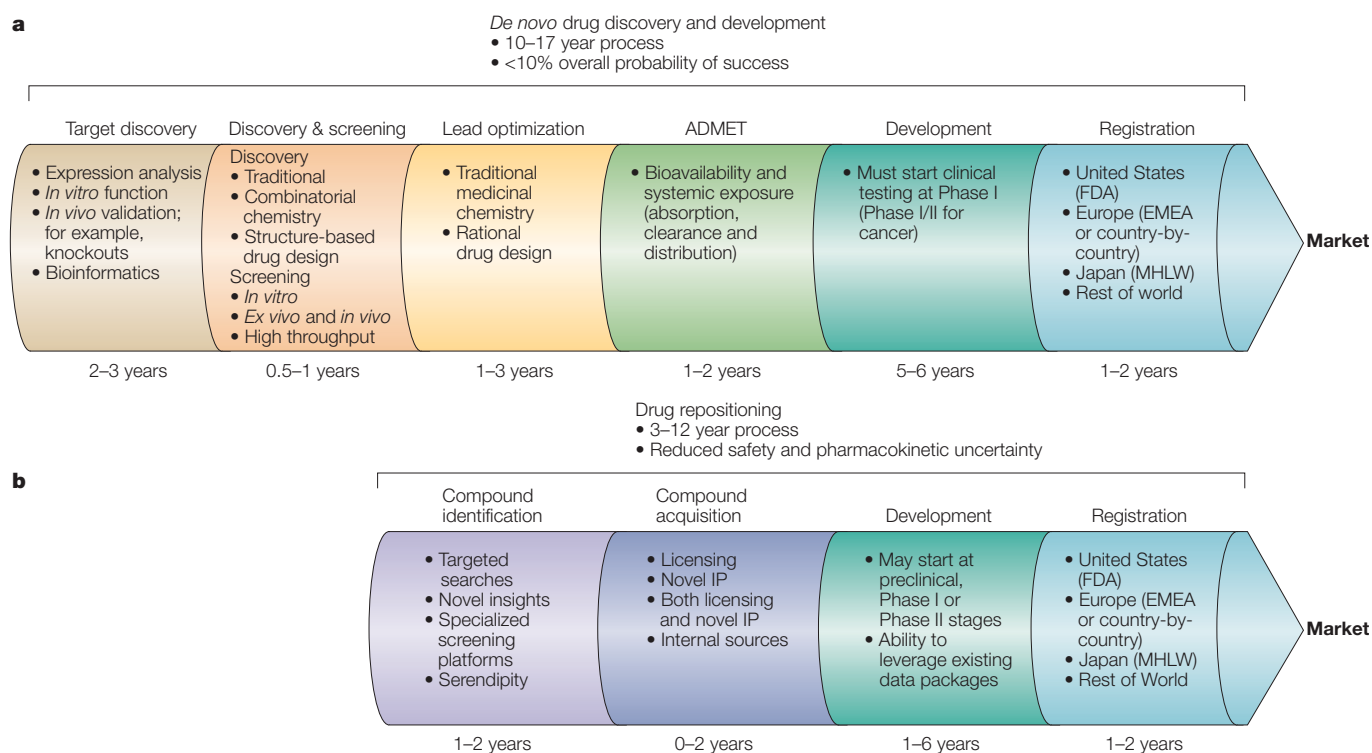 a
De novo drug discovery and development
• 10–17 year process
• <10% overall probability of success
Target discovery
• Expression analysis
• In vitro function
• In vivo validation;
for example,
knockouts
• Bioinformatics
2–3 years
Discovery & screening
Discovery
• Traditional
• Combinatorial
chemistry
• Structure-based
drug design
Screening
• In vitro
• Ex vivo and in vivo
• High throughput
0.5–1 years
Lead optimization
• Traditional
medicinal
chemistry
• Rational
drug design
1–3 years
ADMET
• Bioavailability and
systemic exposure
(absorption,
clearance and
distribution)
1–2 years
Development
• Must start clinical
testing at Phase I
(Phase I/II for
cancer)
5–6 years
Registration
• United States
(FDA)
• Europe (EMEA
or country-by-
country)
• Japan (MHLW)
• Rest of world
1–2 years
Market
b
Drug repositioning
• 3–12 year process
• Reduced safety and pharmacokinetic uncertainty
Compound
identification
• Targeted
searches
• Novel insights
• Specialized
screening
platforms
• Serendipity
1–2 years
Compound
acquisition
• Licensing
• Novel IP
• Both licensing
and novel IP
• Internal sources
0–2 years
Development
• May start at
preclinical,
Phase I or
Phase II stages
• Ability to
leverage existing
data packages
1–6 years
Registration
• United States
(FDA)
• Europe (EMEA
or country-by-
country)
• Japan (MHLW)
• Rest of World
1–2 years
Market